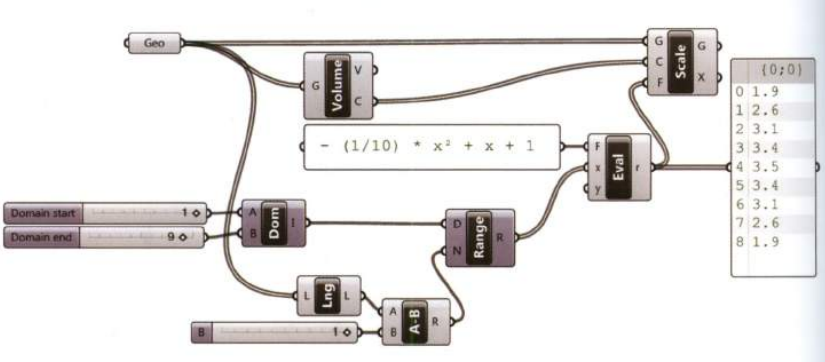 Geo
G
Volume
V
C
G
C
F
Scale
G
X
- (1/10) * x² + x + 1
F
x
y
Eval
r
{0;0}
0 1.9
1 2.6
2 3.1
3 3.4
4 3.5
5 3.4
6 3.1
7 2.6
8 1.9
Domain start 1
Domain end 9
A
B
Dom
I
D
N
Range
R
L
Lng
L
B 1
A
B
A-B
R